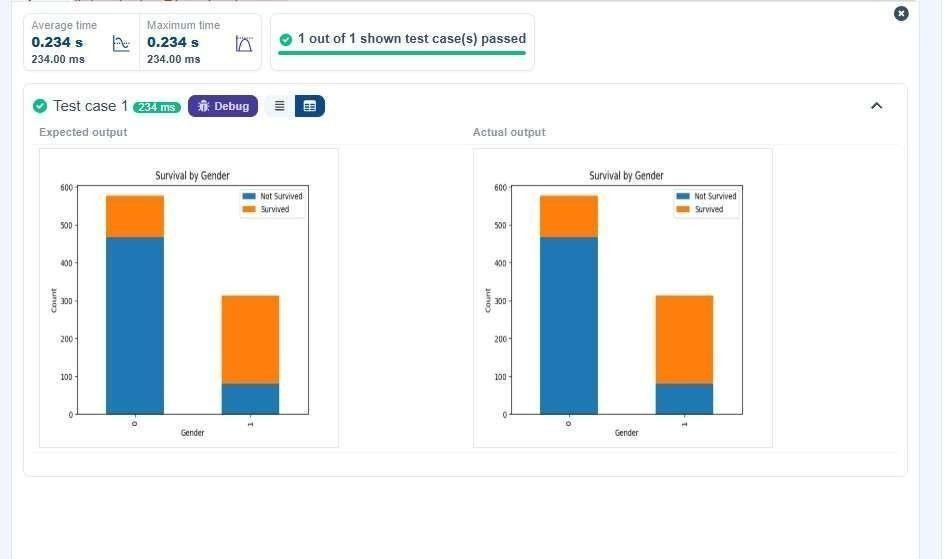 Average time
0.234 s
234.00 ms
Maximum time
0.234 s
234.00 ms
1 out of 1 shown test case(s) passed
Test case 1 234 ms Debug
Expected output
Survival by Gender
Not Survived
Survived
600
500
400
300
200
100
0
Count
0 1
Gender
Actual output
Survival by Gender
Not Survived
Survived
600
500
400
300
200
100
0
Count
0 1
Gender